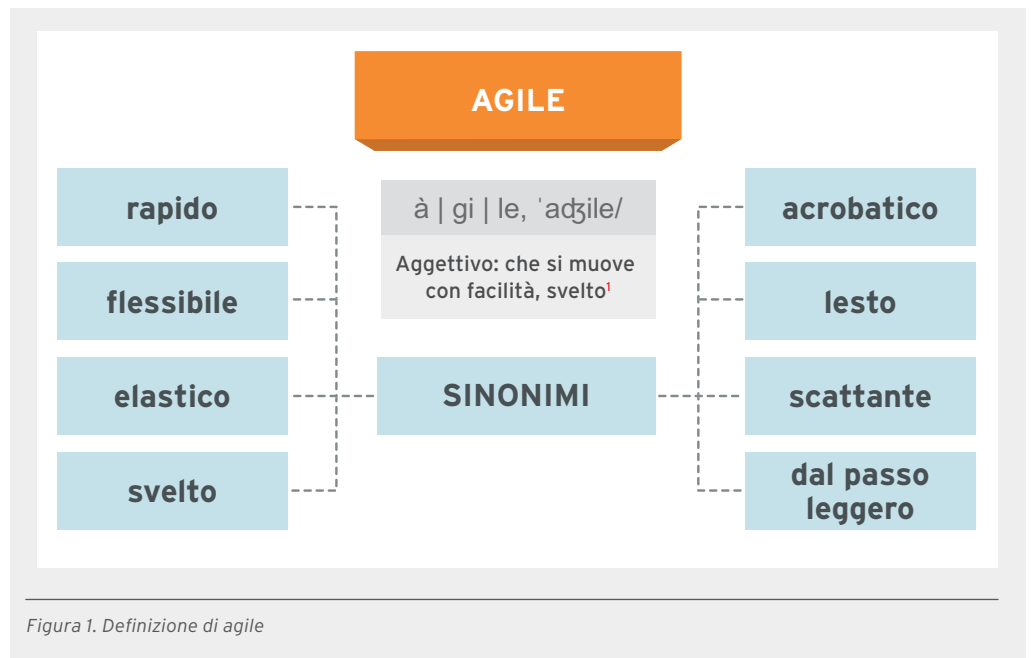 AGILE
rapido
flessibile
elastico
svelto
à | gi | le, ˈaʤile/
Aggettivo: che si muove
con facilità, svelto¹
SINONIMI
acrobatico
lesto
scattante
dal passo
leggero
Figura 1. Definizione di agile